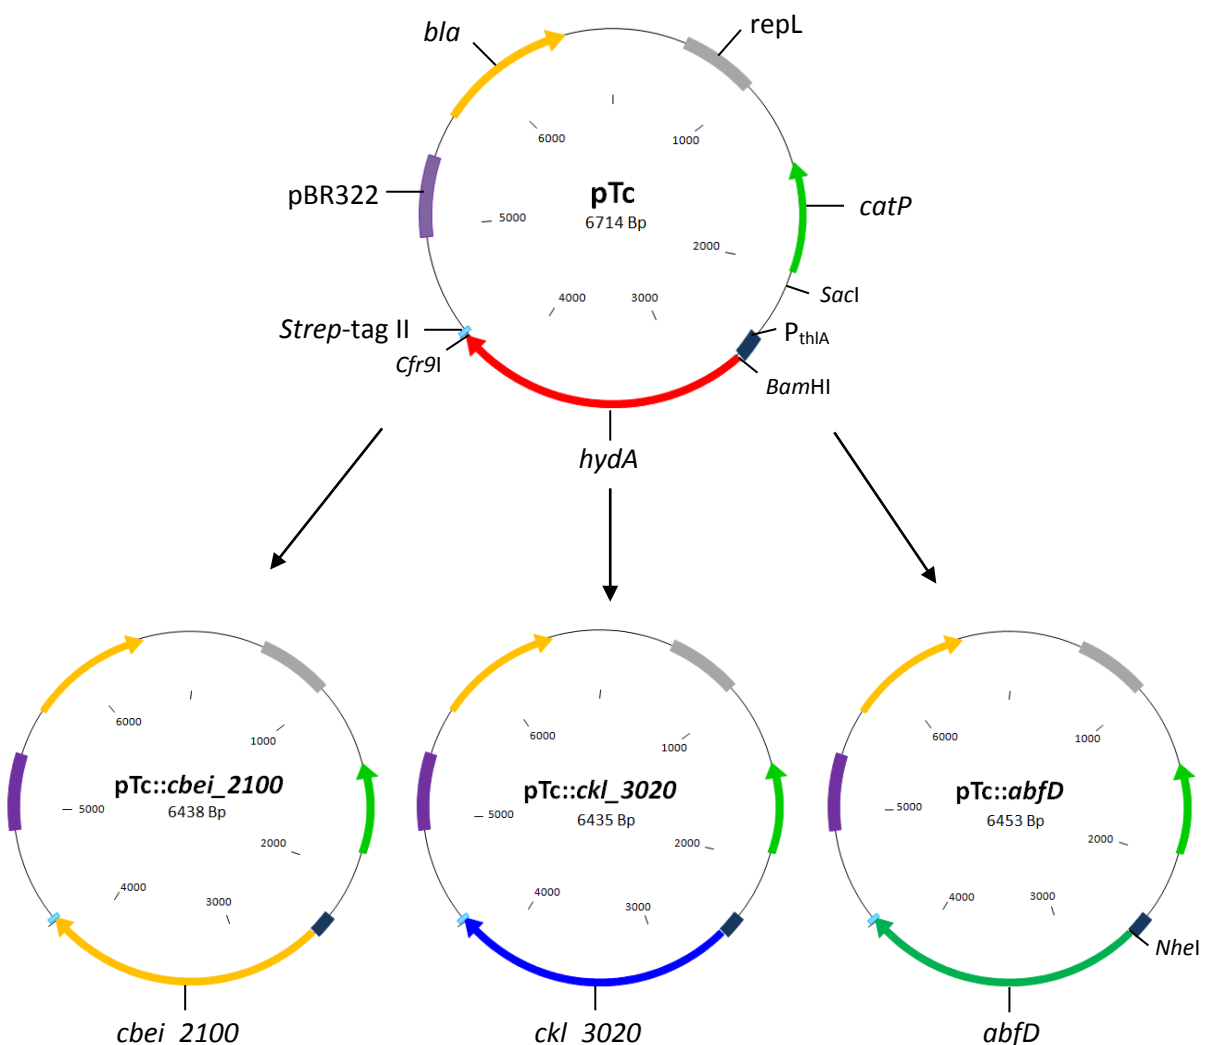 bla
repL
6000
1000
pBR322
pTc
6714 Bp
catP
5000
2000
SacI
4000
3000
Strep-tag II
PthlA
Cfr9I
BamHI
hydA
6000
1000
pTc::cbei_2100
6438 Bp
5000
2000
4000
3000
cbei_2100
6000
1000
pTc::ckl_3020
6435 Bp
5000
2000
4000
3000
ckl_3020
6000
1000
pTc::abfD
6453 Bp
5000
2000
4000
3000
NheI
abfD